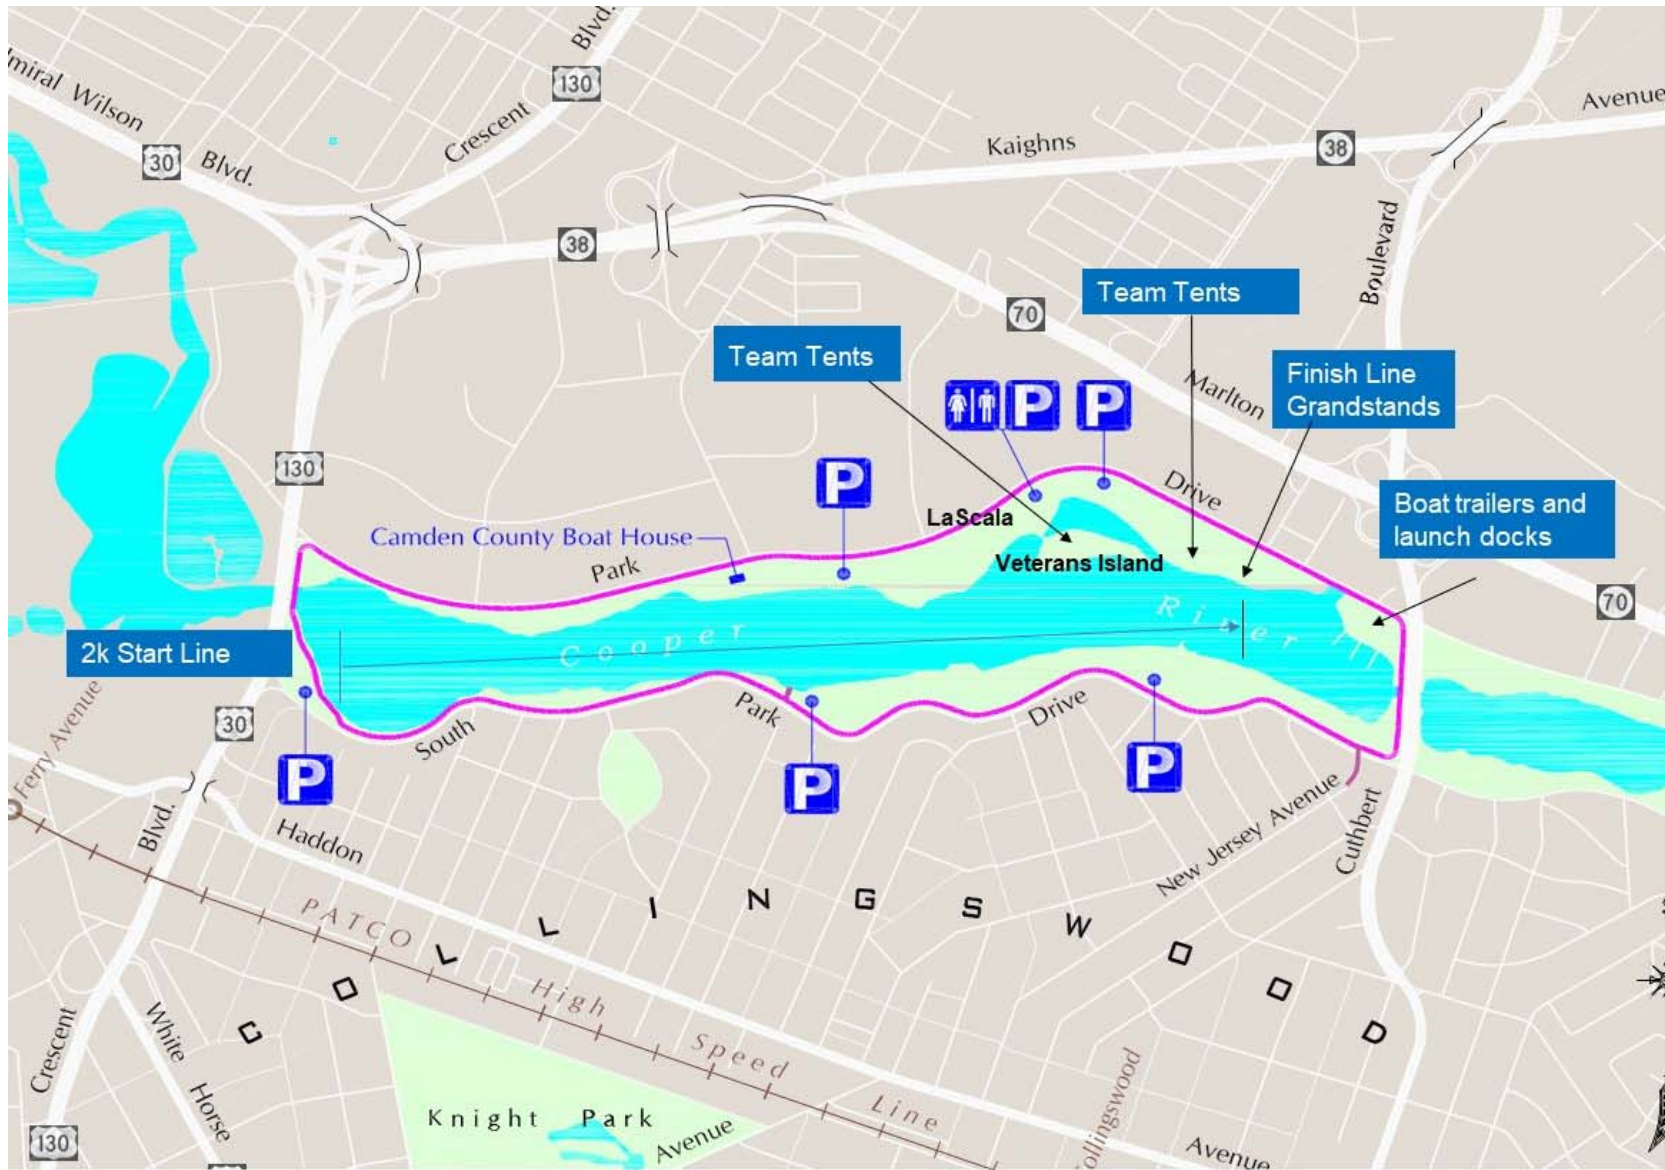 Admiral Wilson
Blvd.
30
Crescent
Blvd.
130
38
Kaighns
38
Avenue
Boulevard
70
Team Tents
Team Tents
Marlton
Finish Line
Grandstands
P
P
P
130
Drive
Boat trailers and
launch docks
LaScala
Camden County Boat House
Park
Veterans Island
70
2k Start Line
Cooper
River
Ferry Avenue
30
South
Park
Drive
P
P
P
Blvd.
Haddon
New Jersey Avenue
Cuthbert
COLLINGSWOOD
PATCO High Speed Line
Crescent
White Horse
130
Knight Park
Avenue
Collingswood
Avenue